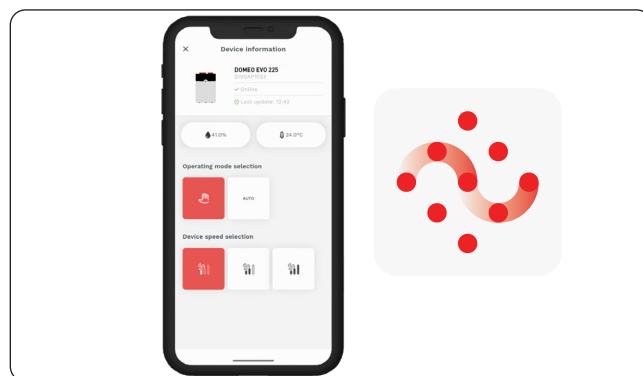 Device information
DOMEO EVO 225
Online
Last update: 12:43
41.0%
24.0°C
Operating mode selection
AUTO
Device speed selection